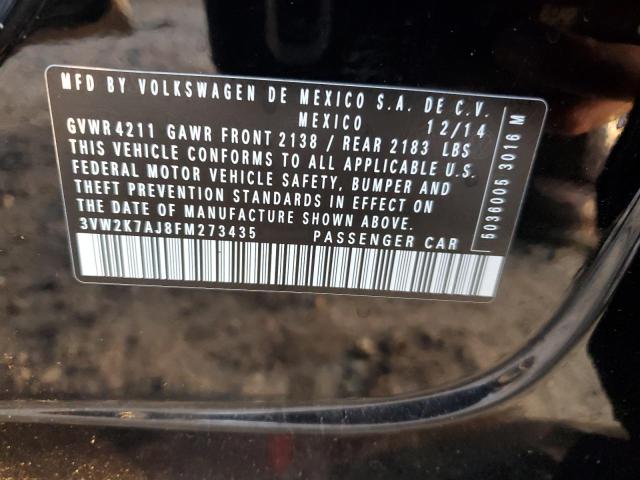 MFD BY VOLKSWAGEN DE MEXICO S.A. DE C.V.
MEXICO 12/14
GVWR 4211 GAWR FRONT 2138 / REAR 2183 LBS
THIS VEHICLE CONFORMS TO ALL APPLICABLE U.S.
FEDERAL MOTOR VEHICLE SAFETY, BUMPER AND
THEFT PREVENTION STANDARDS IN EFFECT ON
THE DATE OF MANUFACTURE SHOWN ABOVE.
3VW2K7AJ8FM273435 PASSENGER CAR
5036006 3016 M